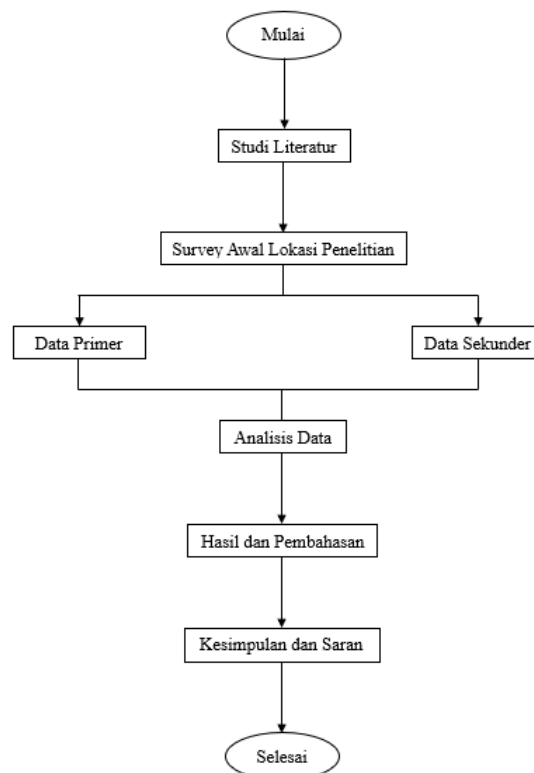 Mulai
Studi Literatur
Survey Awal Lokasi Penelitian
Data Primer
Data Sekunder
Analisis Data
Hasil dan Pembahasan
Kesimpulan dan Saran
Selesai